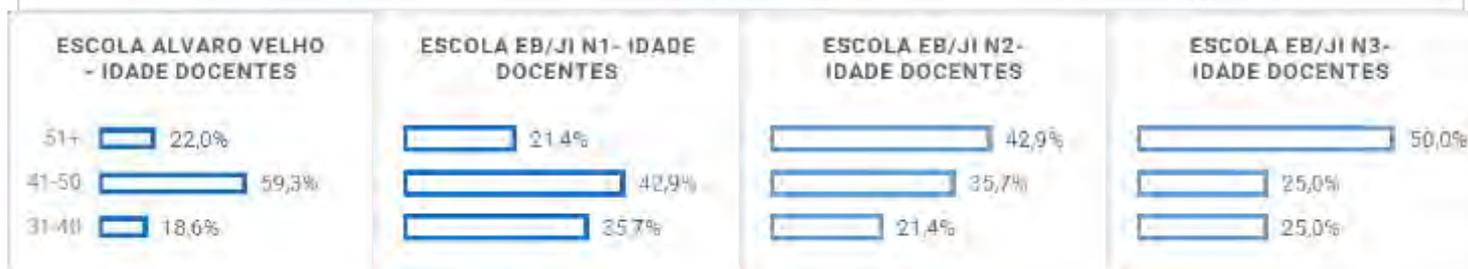 ESCOLA ALVARO VELHO
- IDADE DOCENTES
51+ 22,0%
41-50 59,3%
31-40 18,6%
ESCOLA EB/JI N1- IDADE
DOCENTES
21.4%
42,9%
35,7%
ESCOLA EB/JI N2-
IDADE DOCENTES
42,9%
35,7%
21,4%
ESCOLA EB/JI N3-
IDADE DOCENTES
50,0%
25,0%
25,0%